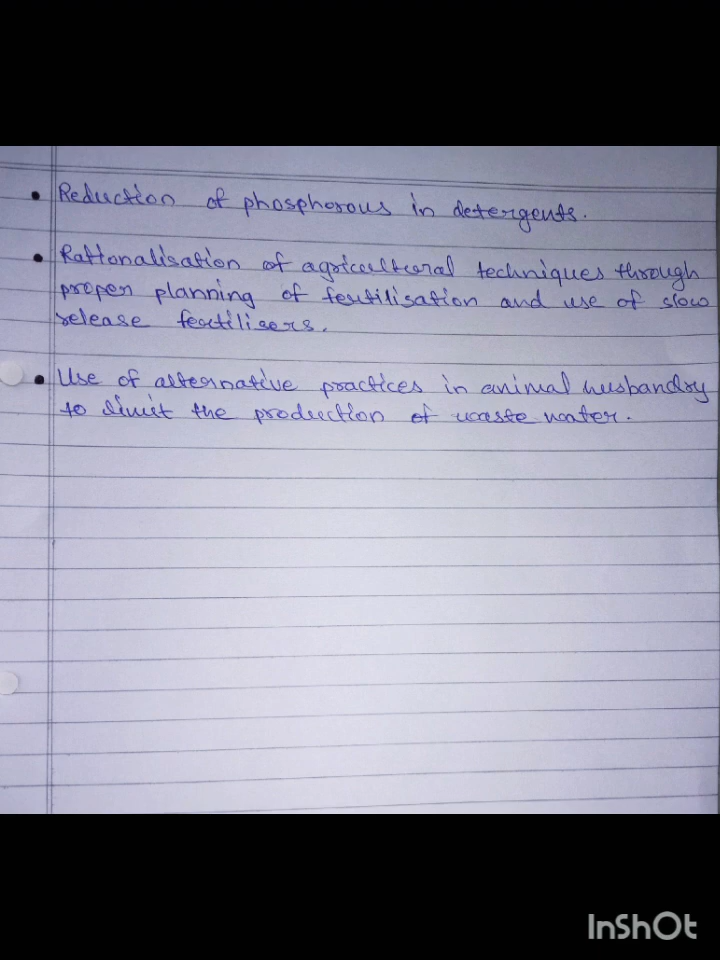 • Reduction of phosphorous in detergents.
• Rationalisation of agricultural techniques through
proper planning of fertilisation and use of slow
release fertilisers.
• Use of alternative practices in animal husbandry
to limit the production of waste water.
InShOt